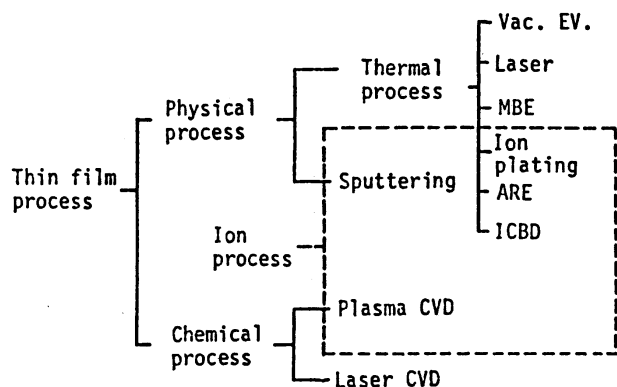 Vac. EV.
Thermal
process
Laser
MBE
Physical
process
Ion
plating
Thin film
process
Sputtering
ARE
Ion
process
ICBD
Plasma CVD
Chemical
process
Laser CVD